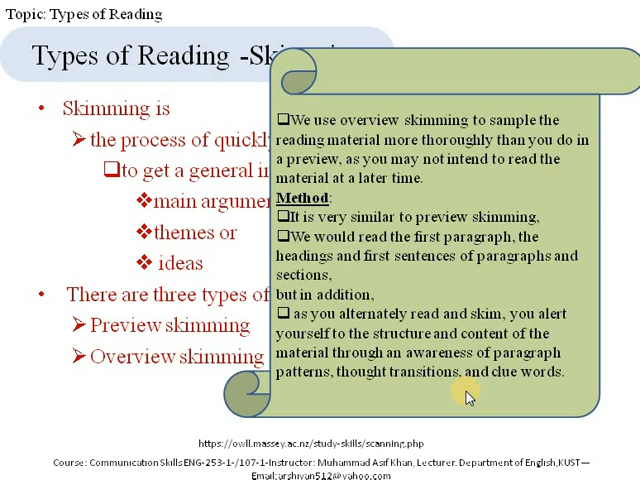 Topic: Types of Reading
Types of Reading -Sk
• Skimming is
➢the process of quickly
❑to get a general in
❖main argumen
❖themes or
❖ ideas
• There are three types of
➢Preview skimming
➢Overview skimming
❑We use overview skimming to sample the
reading material more thoroughly than you do in
a preview, as you may not intend to read the
material at a later time.
Method:
❑It is very similar to preview skimming,
❑We would read the first paragraph, the
headings and first sentences of paragraphs and
sections,
but in addition,
❑ as you alternately read and skim, you alert
yourself to the structure and content of the
material through an awareness of paragraph
patterns, thought transitions, and clue words.
https://owll.massey.ac.nz/study-skills/scanning.php
Course: Communication Skills ENG-253-1-/107-1-Instructor: Muhammad Asif Khan, Lecturer. Department of English,KUST—
Email;arshivan512@yahoo.com